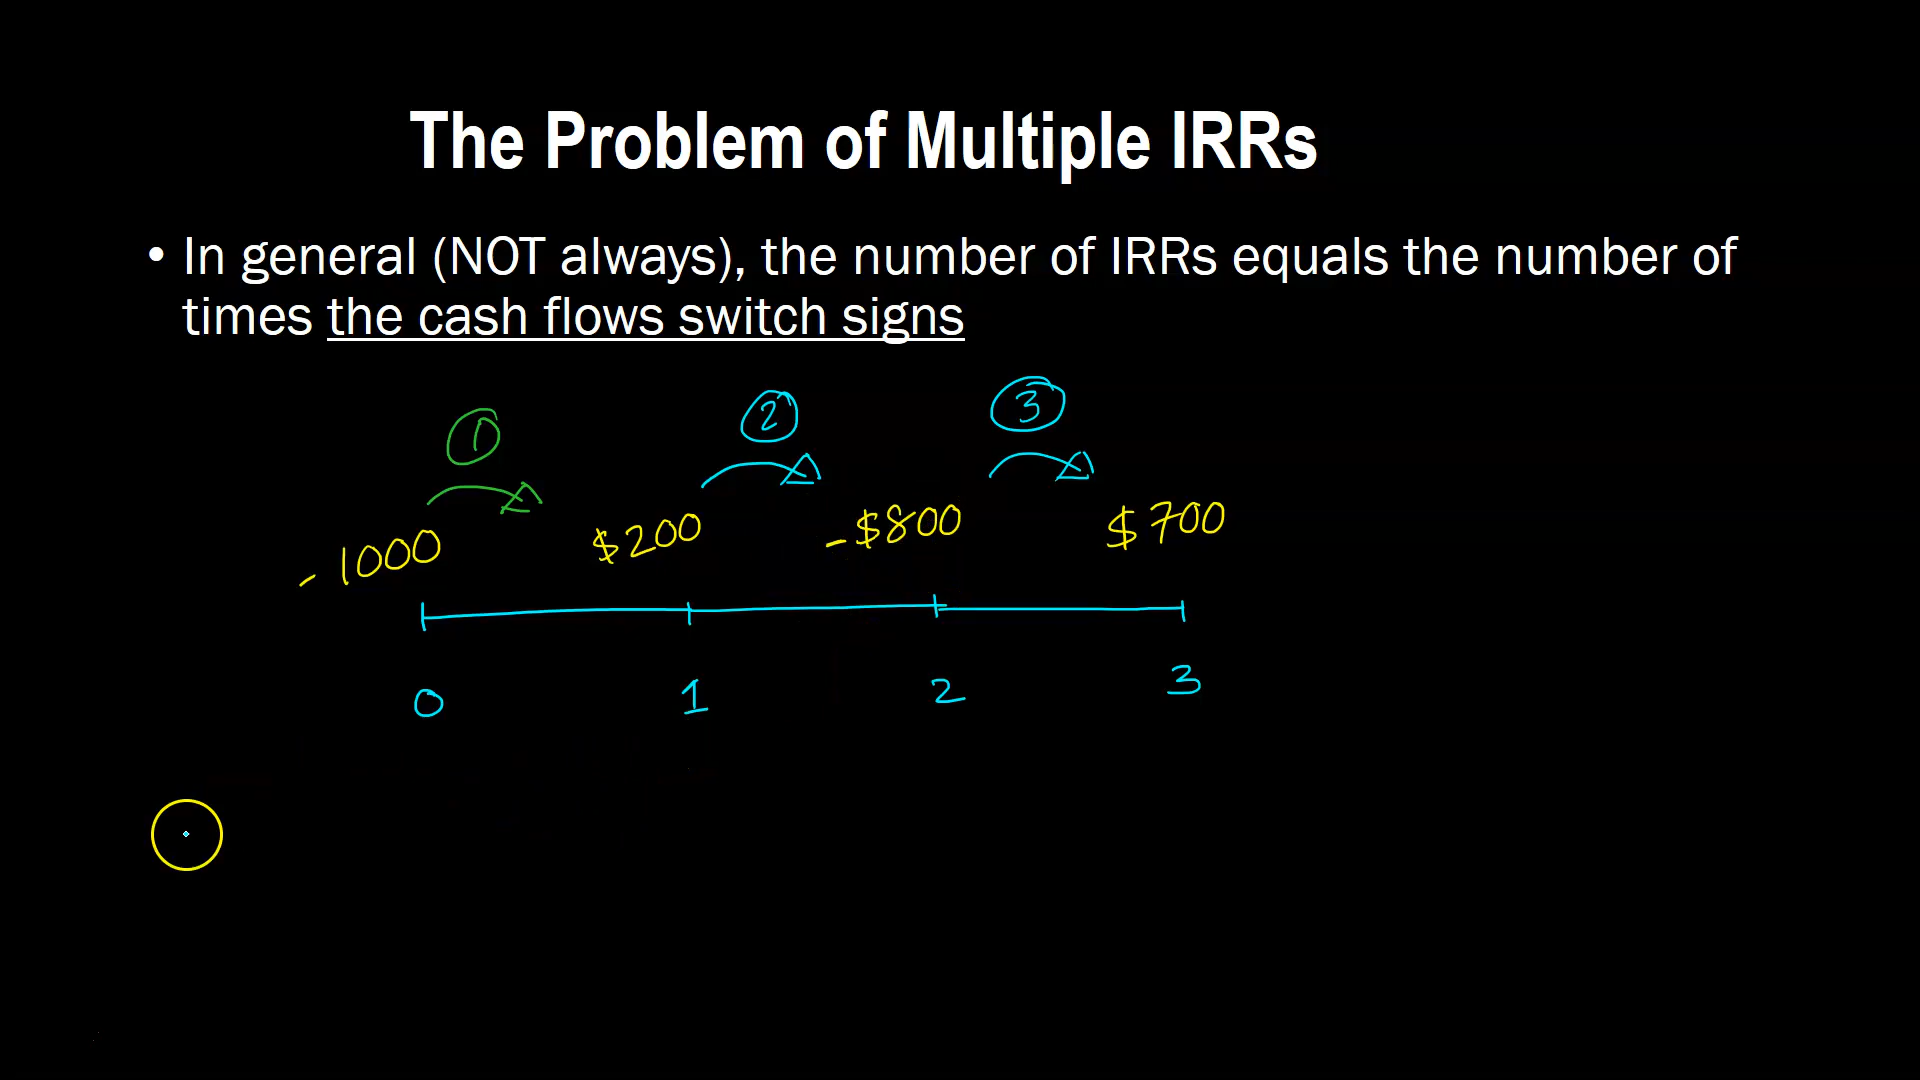 The Problem of Multiple IRRs
• In general (NOT always), the number of IRRs equals the number of
times the cash flows switch signs
1 2 3
-1000 $200 -$800 $700
0 1 2 3